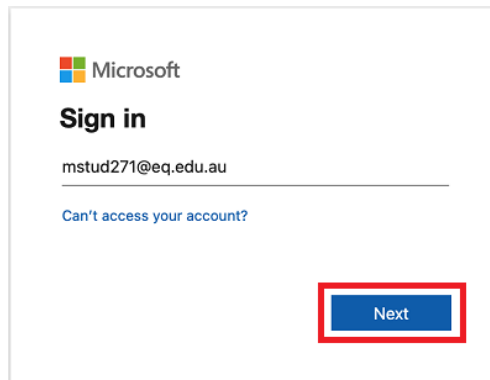 Microsoft
Sign in
mstud271@eq.edu.au
Can't access your account?
Next